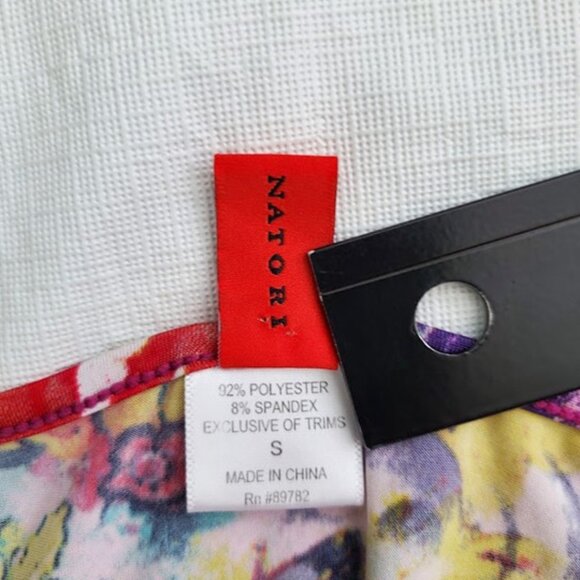 NATORI
92% POLYESTER
8% SPANDEX
EXCLUSIVE OF TRIMS
S
MADE IN CHINA
Rn #89782